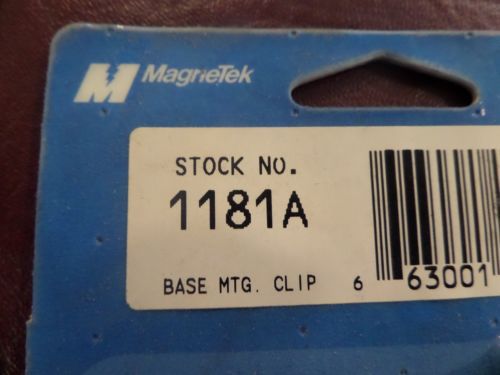 MagneTek
STOCK NO.
1181A
BASE MTG. CLIP
6 63001